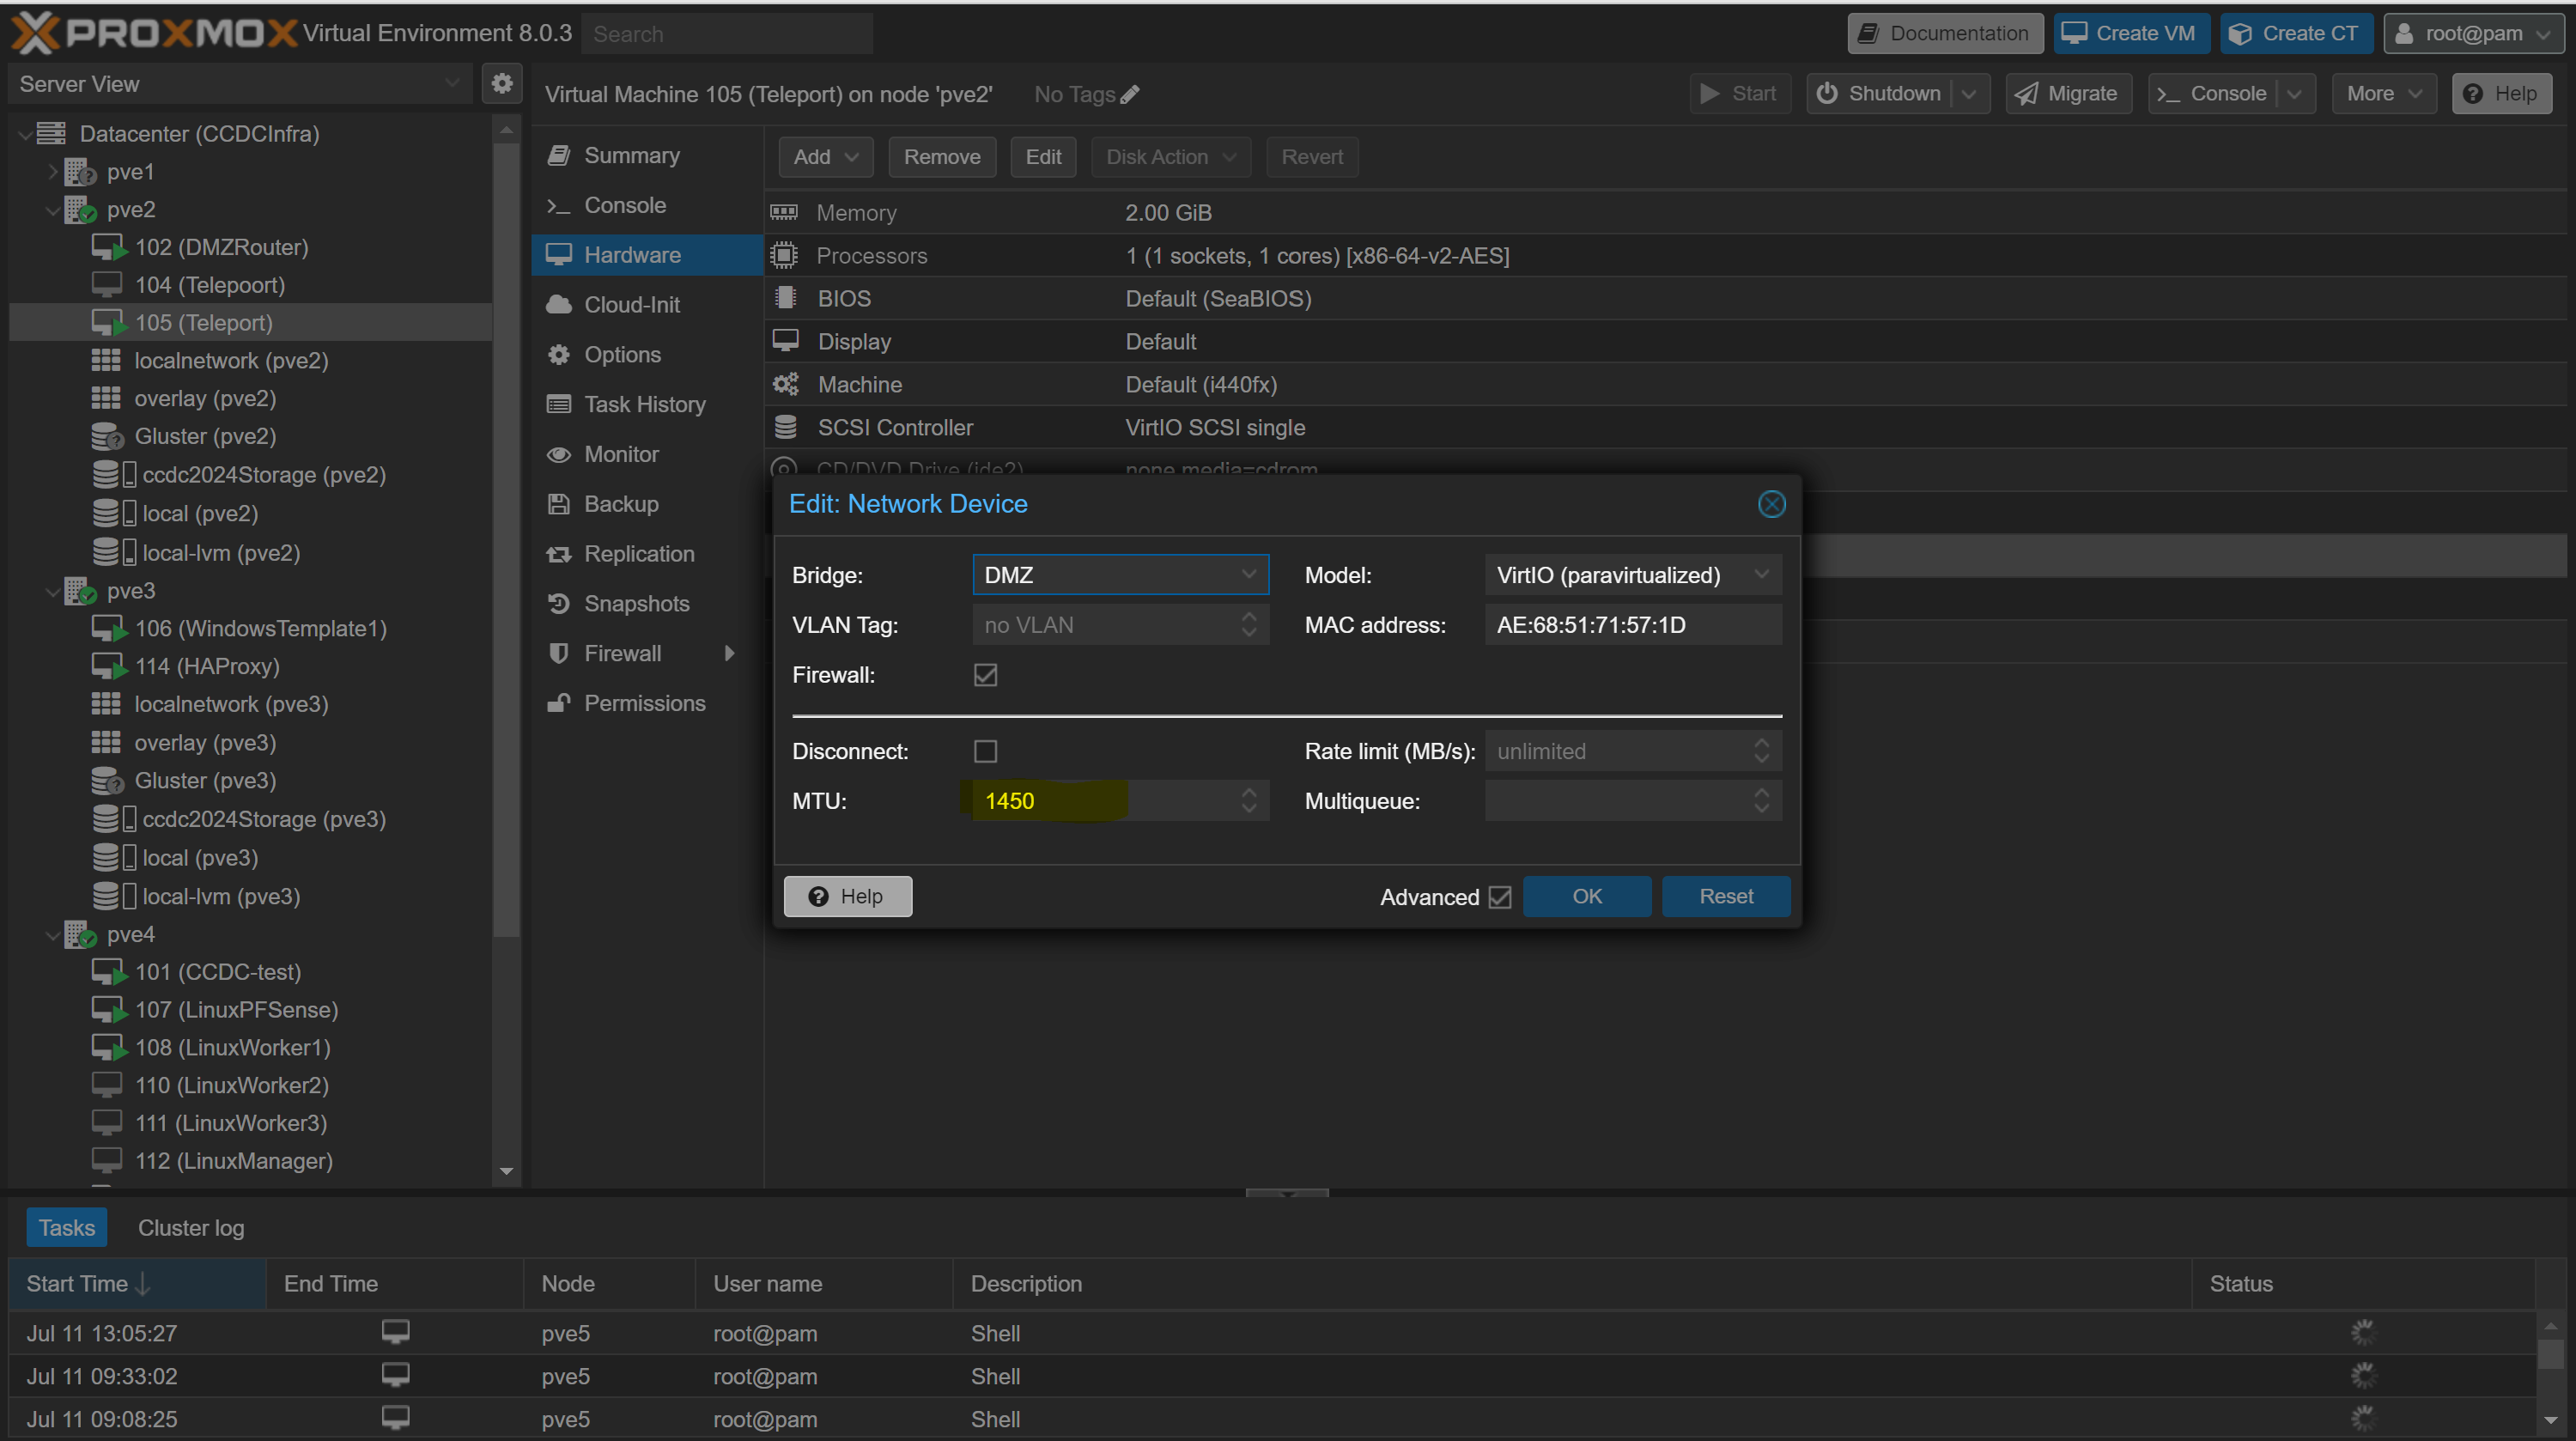 PROXMOX Virtual Environment 8.0.3 Search Documentation Create VM Create CT root@pam
Server View
Virtual Machine 105 (Teleport) on node 'pve2' No Tags Start Shutdown Migrate Console More Help
Datacenter (CCDCInfra)
pve1
pve2
102 (DMZRouter)
104 (Telepoort)
105 (Teleport)
localnetwork (pve2)
overlay (pve2)
Gluster (pve2)
ccdc2024Storage (pve2)
local (pve2)
local-lvm (pve2)
pve3
106 (WindowsTemplate1)
114 (HAProxy)
localnetwork (pve3)
overlay (pve3)
Gluster (pve3)
ccdc2024Storage (pve3)
local (pve3)
local-lvm (pve3)
pve4
101 (CCDC-test)
107 (LinuxPFSense)
108 (LinuxWorker1)
110 (LinuxWorker2)
111 (LinuxWorker3)
112 (LinuxManager)
Summary
Console
Hardware
Cloud-Init
Options
Task History
Monitor
Backup
Replication
Snapshots
Firewall
Permissions
Add Remove Edit Disk Action Revert
Memory 2.00 GiB
Processors 1 (1 sockets, 1 cores) [x86-64-v2-AES]
BIOS Default (SeaBIOS)
Display Default
Machine Default (i440fx)
SCSI Controller VirtIO SCSI single
CD/DVD Drive (ide2) none,media=cdrom
Edit: Network Device
Bridge: DMZ Model: VirtIO (paravirtualized)
VLAN Tag: no VLAN MAC address: AE:68:51:71:57:1D
Firewall:
Disconnect: Rate limit (MB/s): unlimited
MTU: 1450 Multiqueue:
Help Advanced OK Reset
Tasks Cluster log
Start Time End Time Node User name Description Status
Jul 11 13:05:27 pve5 root@pam Shell
Jul 11 09:33:02 pve5 root@pam Shell
Jul 11 09:08:25 pve5 root@pam Shell